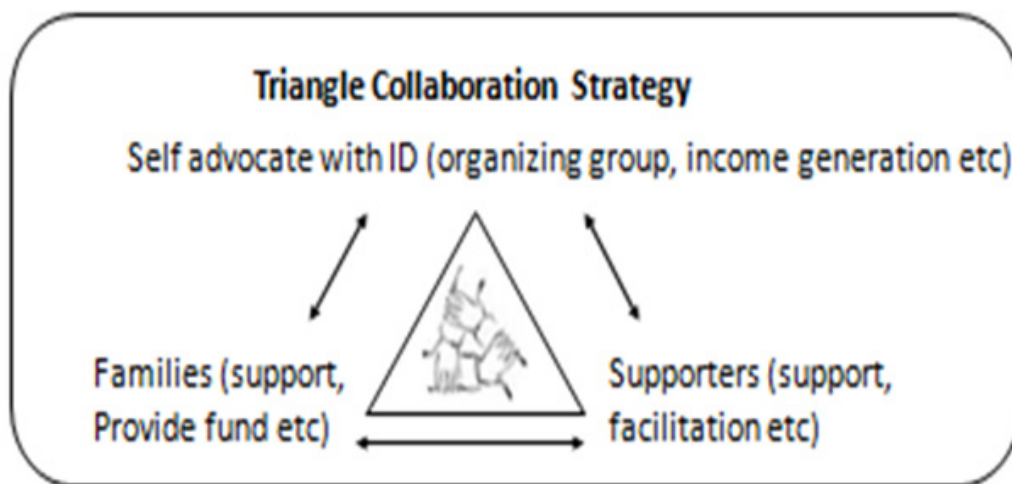 Triangle Collaboration Strategy
Self advocate with ID (organizing group, income generation etc)
Families (support,
Provide fund etc)
Supporters (support,
facilitation etc)